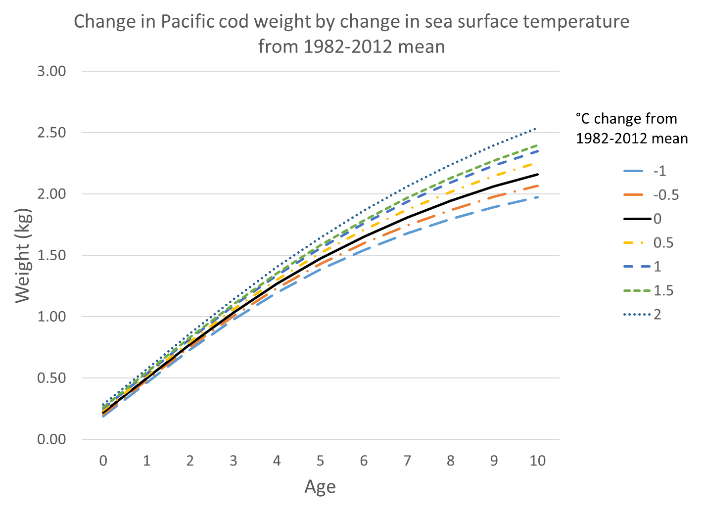 Change in Pacific cod weight by change in sea surface temperature
from 1982-2012 mean
3.00
2.50
2.00
1.50
1.00
0.50
0.00
Weight (kg)
0 1 2 3 4 5 6 7 8 9 10
Age
°C change from
1982-2012 mean
-1
-0.5
0
0.5
1
1.5
2